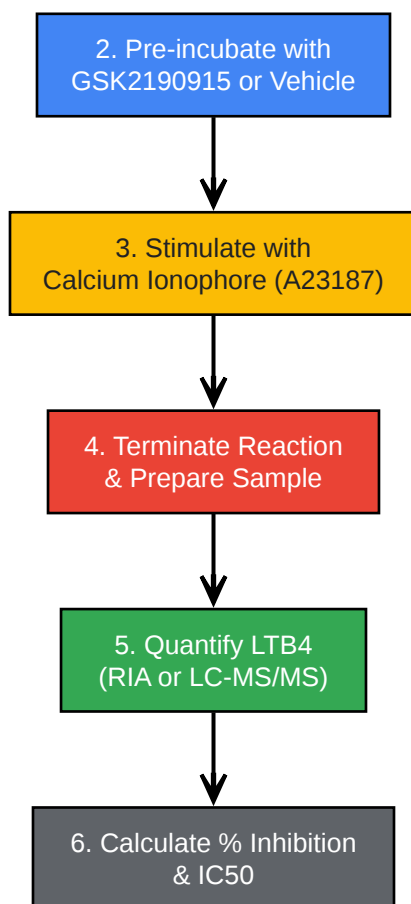 2. Pre-incubate with
GSK2190915 or Vehicle
3. Stimulate with
Calcium Ionophore (A23187)
4. Terminate Reaction
& Prepare Sample
5. Quantify LTB4
(RIA or LC-MS/MS)
6. Calculate % Inhibition
& IC50